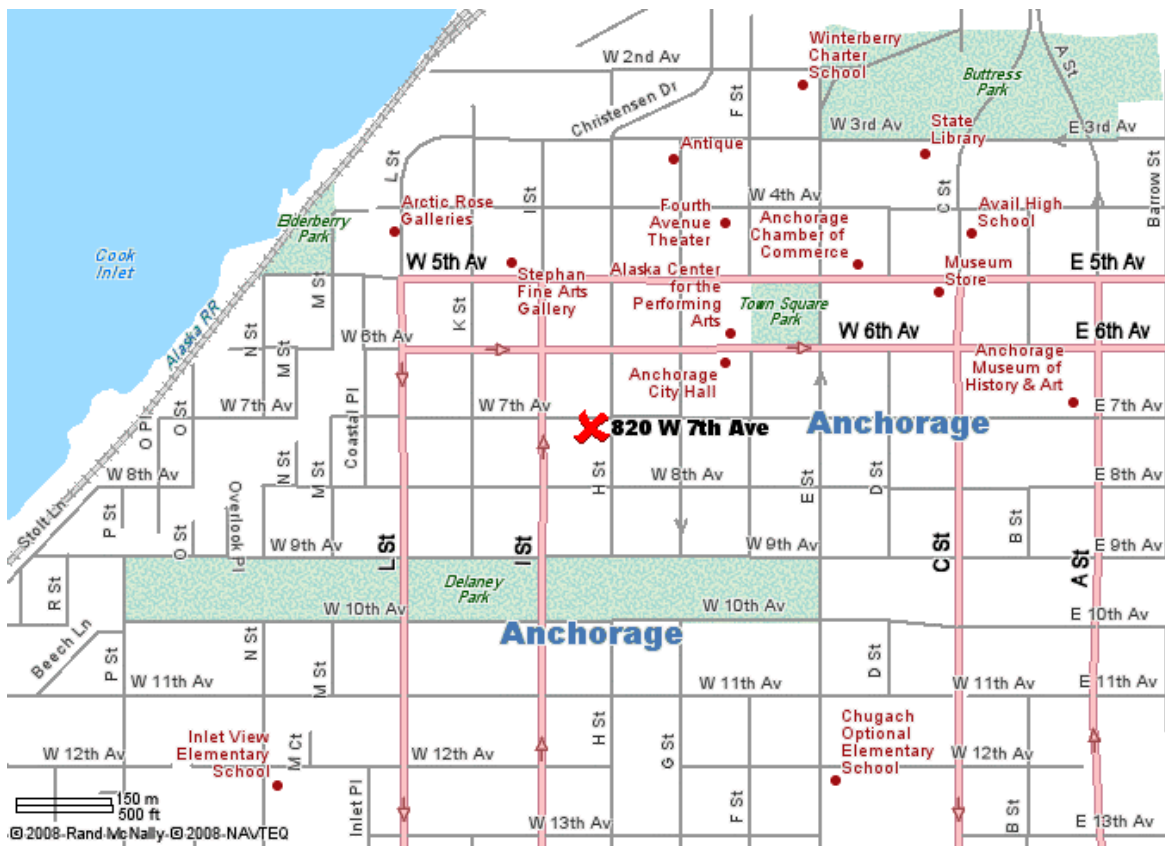 Winterberry
Charter
School
W 2nd Av
A St
Buttress
Park
Christensen Dr
F St
W 3rd Av
State
Library
E 3rd Av
Antique
L St
I St
W 4th Av
C St
Barrow St
Arctic Rose
Galleries
Elderberry
Park
Fourth
Avenue
Theater
Anchorage
Chamber of
Commerce
Avail High
School
Cook
Inlet
W 5th Av
E 5th Av
Stephan
Fine Arts
Gallery
Alaska Center
for the
Performing
Arts
Museum
Store
M St
K St
Town Square
Park
Alaska RR
N St
W 6th Av
W 6th Av
E 6th Av
M St
Anchorage
City Hall
Anchorage
Museum of
History & Art
O Pl
O St
W 7th Av
Coastal Pl
W 7th Av
820 W 7th Ave
Anchorage
E 7th Av
W 8th Av
N St
M St
H St
W 8th Av
E St
D St
E 8th Av
Stolt Ln
P St
O St
Overlook Pl
W 9th Av
L St
I St
W 9th Av
C St
B St
E 9th Av
A St
R St
Delaney
Park
W 10th Av
W 10th Av
E 10th Av
Beech Ln
P St
N St
M St
Anchorage
D St
W 11th Av
W 11th Av
W 11th Av
E 11th Av
Inlet View
Elementary
School
M Ct
W 12th Av
W 12th Av
H St
G St
Chugach
Optional
Elementary
School
W 12th Av
150 m
500 ft
Inlet Pl
W 13th Av
F St
B St
E 13th Av
© 2008 Rand McNally © 2008 NAVTEQ